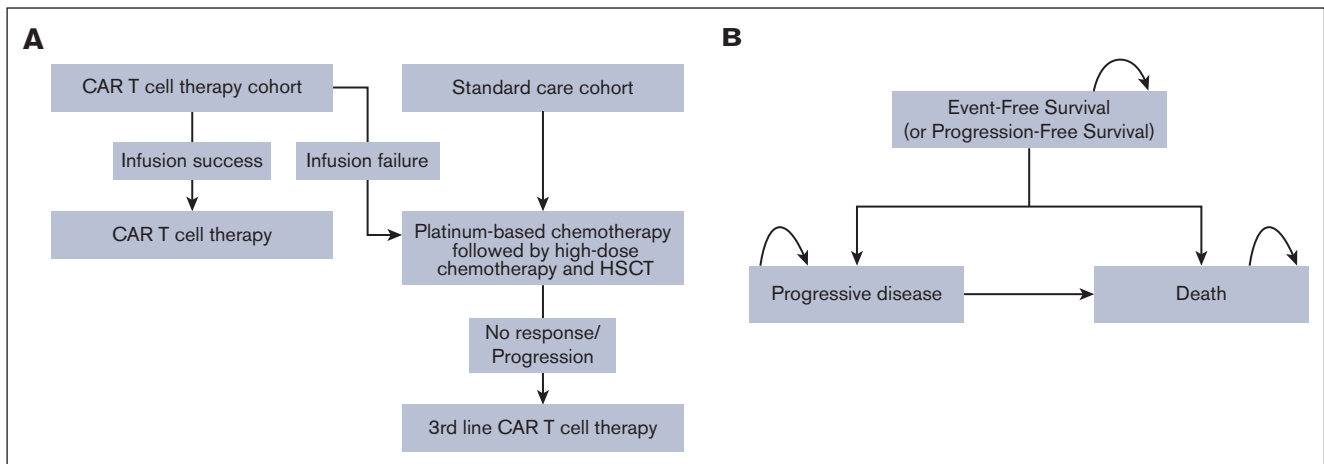 A
CAR T cell therapy cohort
Standard care cohort
Infusion success
Infusion failure
CAR T cell therapy
Platinum-based chemotherapy
followed by high-dose
chemotherapy and HSCT
No response/
Progression
3rd line CAR T cell therapy
B
Event-Free Survival
(or Progression-Free Survival)
Progressive disease
Death